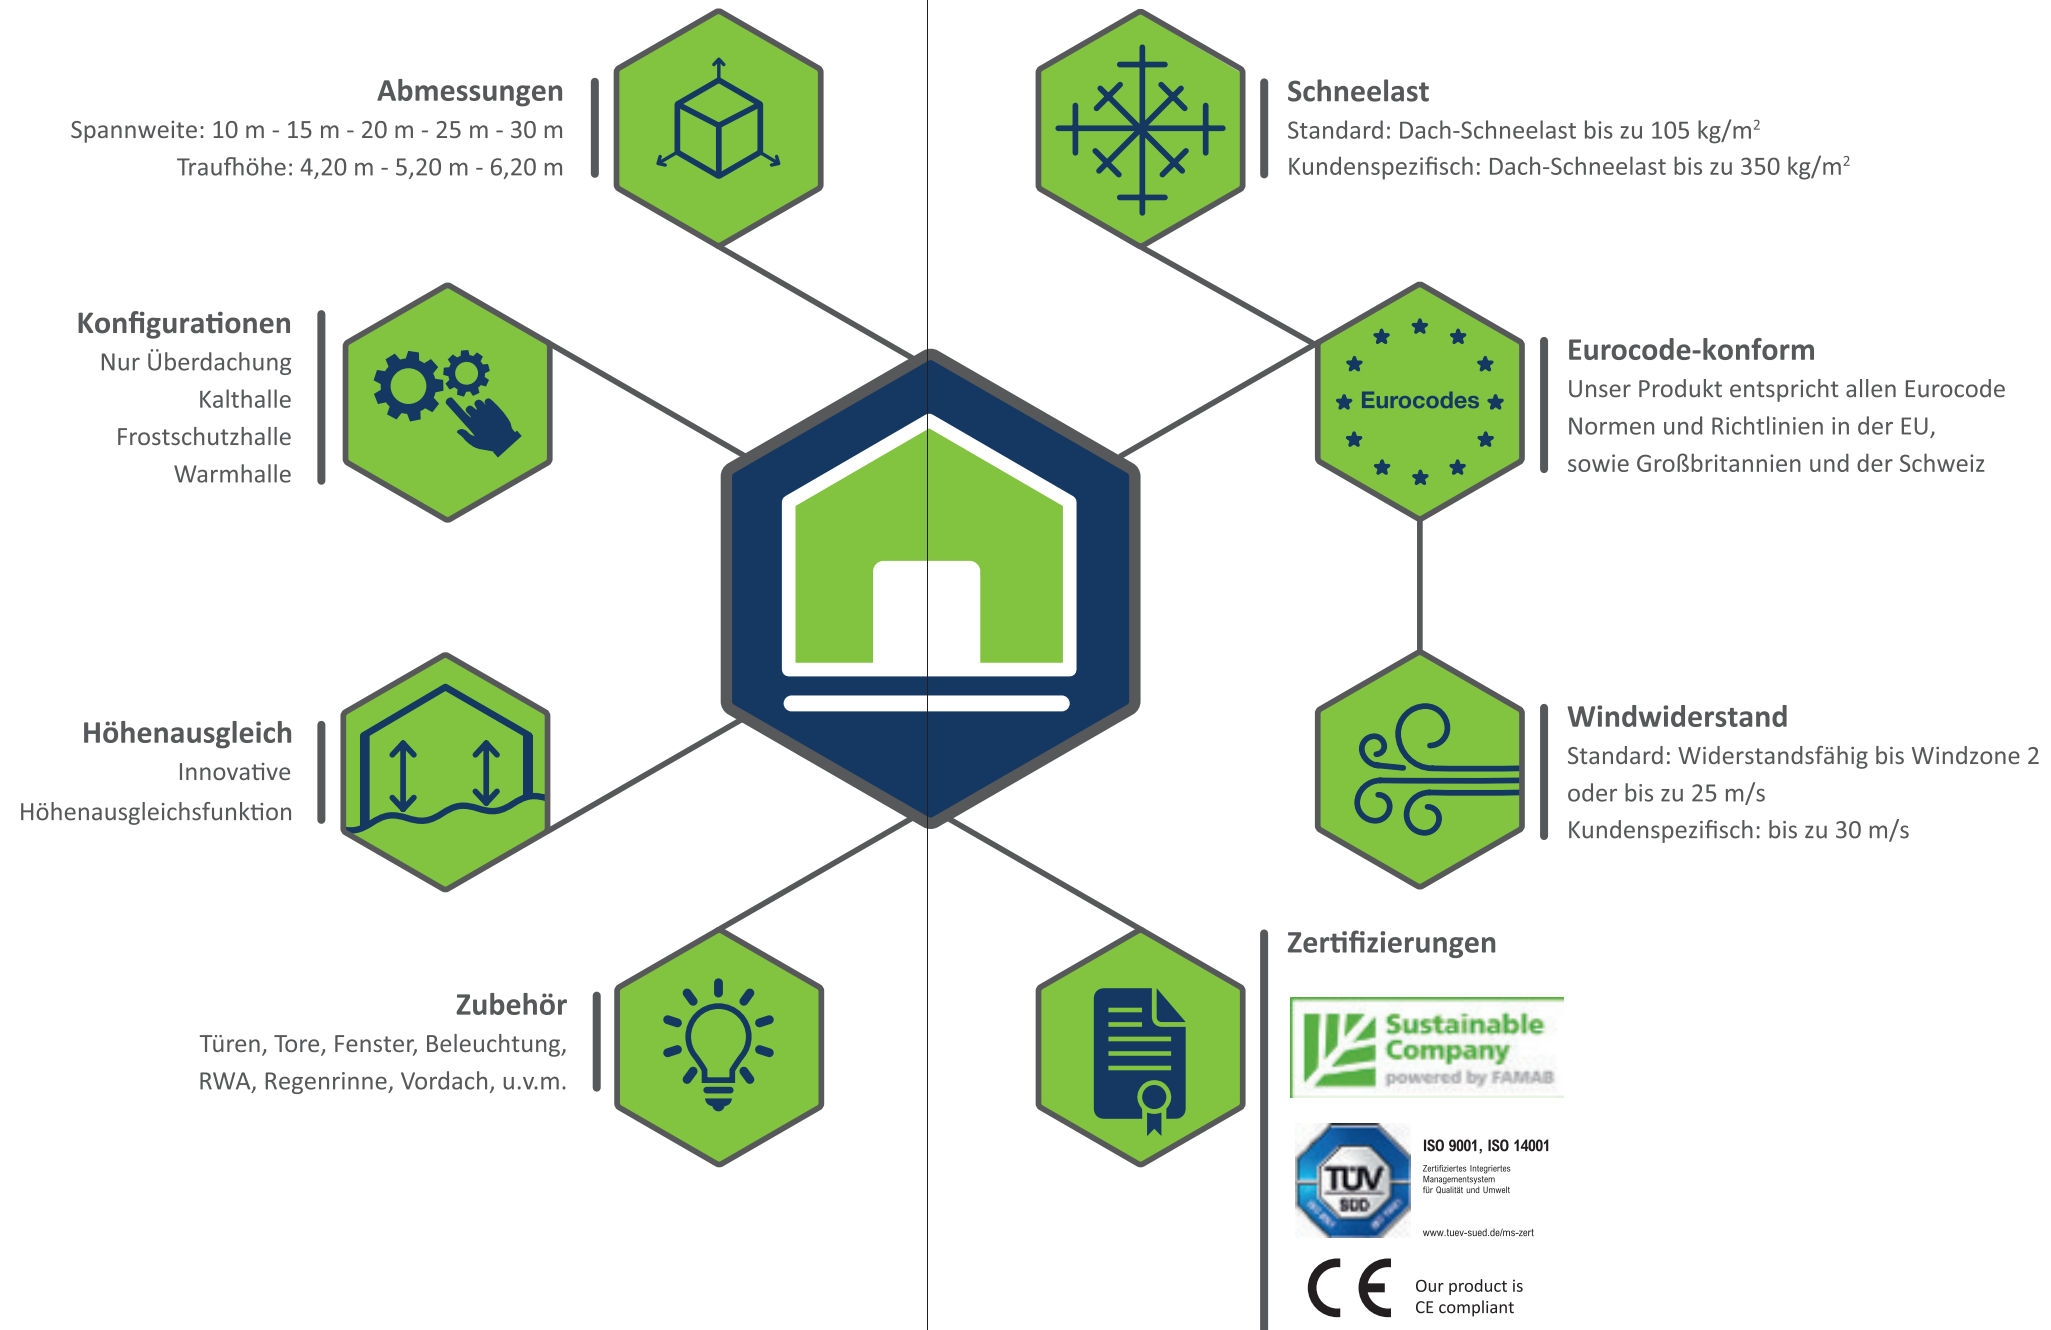 Abmessungen
Spannweite: 10 m - 15 m - 20 m - 25 m - 30 m
Traufhöhe: 4,20 m - 5,20 m - 6,20 m
Konfigurationen
Nur Überdachung
Kalthalle
Frostschutzhalle
Warmhalle
Höhenausgleich
Innovative
Höhenausgleichsfunktion
Zubehör
Türen, Tore, Fenster, Beleuchtung,
RWA, Regenrinne, Vordach, u.v.m.
Schneelast
Standard: Dach-Schneelast bis zu 105 kg/m²
Kundenspezifisch: Dach-Schneelast bis zu 350 kg/m²
Eurocodes
Eurocode-konform
Unser Produkt entspricht allen Eurocode
Normen und Richtlinien in der EU,
sowie Großbritannien und der Schweiz
Windwiderstand
Standard: Widerstandsfähig bis Windzone 2
oder bis zu 25 m/s
Kundenspezifisch: bis zu 30 m/s
Zertifizierungen
Sustainable
Company
powered by FAMAB
TÜV
SÜD
ISO 9001
ISO 14001
ISO 9001, ISO 14001
Zertifiziertes Integriertes
Managementsystem
für Qualität und Umwelt
www.tuev-sued.de/ms-zert
CE
Our product is
CE compliant